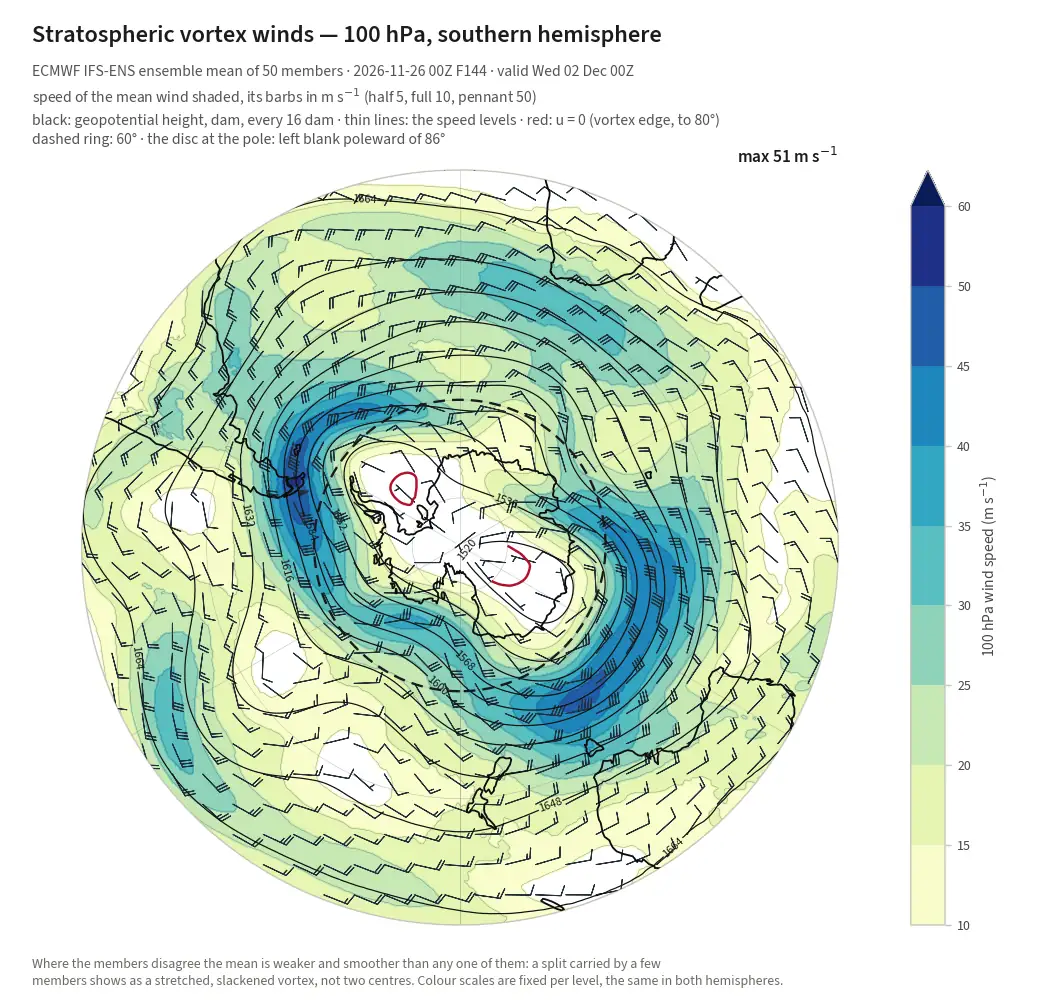 Stratospheric vortex winds — 100 hPa, southern hemisphere
ECMWF IFS-ENS ensemble mean of 50 members · 2026-11-26 00Z F144 · valid Wed 02 Dec 00Z
speed of the mean wind shaded, its barbs in m s⁻¹ (half 5, full 10, pennant 50)
black: geopotential height, dam, every 16 dam · thin lines: the speed levels · red: u = 0 (vortex edge, to 80°)
dashed ring: 60° · the disc at the pole: left blank poleward of 86°
max 51 m s⁻¹
1664
60
50
45
40
35
30
25
20
15
10
100 hPa wind speed (m s⁻¹)
1632
1616
1520
1568
1600
1664
1648
1664
Where the members disagree the mean is weaker and smoother than any one of them: a split carried by a few
members shows as a stretched, slackened vortex, not two centres. Colour scales are fixed per level, the same in both hemispheres.